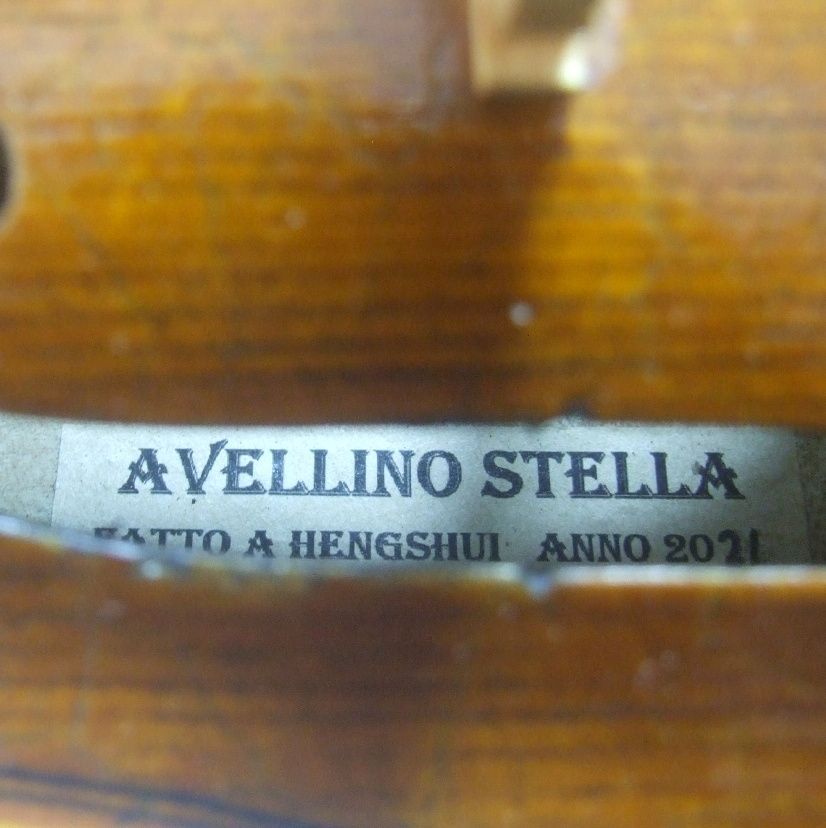 AVELLINO STELLA
FATTO A HENGSHUI ANNO 2021